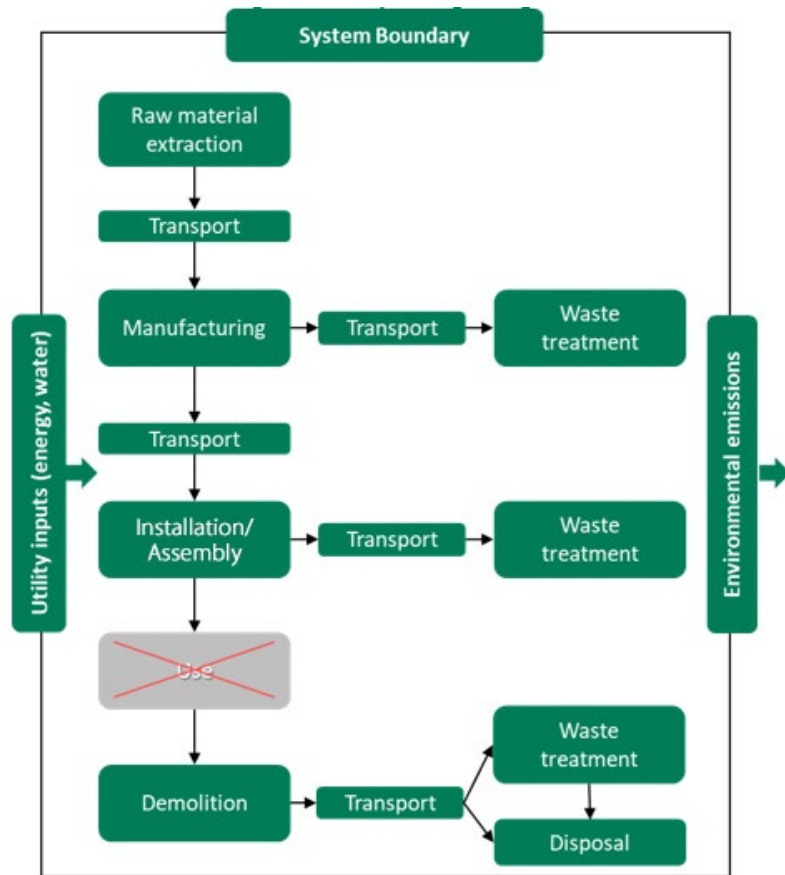 System Boundary
Raw material
extraction
Transport
Manufacturing
Transport
Waste
treatment
Transport
Utility inputs (energy, water)
Environmental emissions
Installation/
Assembly
Transport
Waste
treatment
Use
Demolition
Transport
Waste
treatment
Disposal